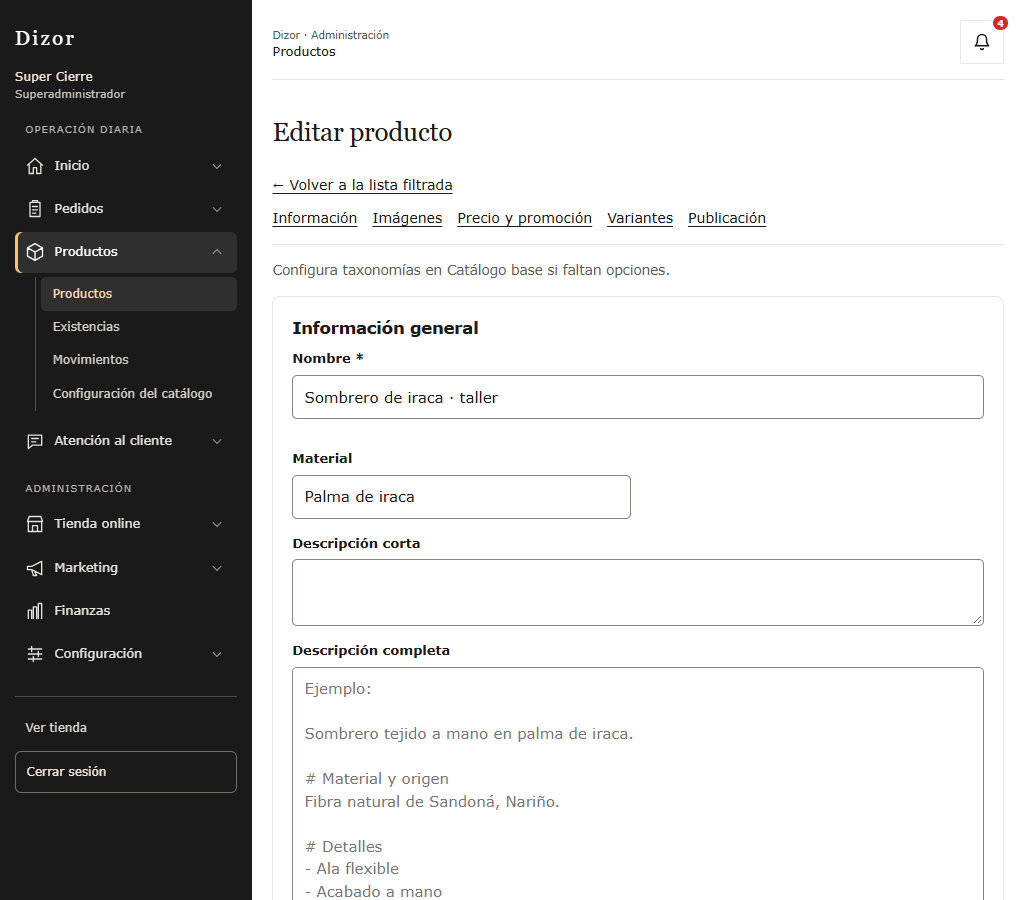 Dizor
Super Cierre
Superadministrador
OPERACIÓN DIARIA
Inicio
Pedidos
Productos
Productos
Existencias
Movimientos
Configuración del catálogo
Atención al cliente
ADMINISTRACIÓN
Tienda online
Marketing
Finanzas
Configuración
Ver tienda
Cerrar sesión
Dizor · Administración
Productos
4
Editar producto
← Volver a la lista filtrada
Información Imágenes Precio y promoción Variantes Publicación
Configura taxonomías en Catálogo base si faltan opciones.
Información general
Nombre *
Sombrero de iraca · taller
Material
Palma de iraca
Descripción corta
Descripción completa
Ejemplo:
Sombrero tejido a mano en palma de iraca.
# Material y origen
Fibra natural de Sandoná, Nariño.
# Detalles
- Ala flexible
- Acabado a mano